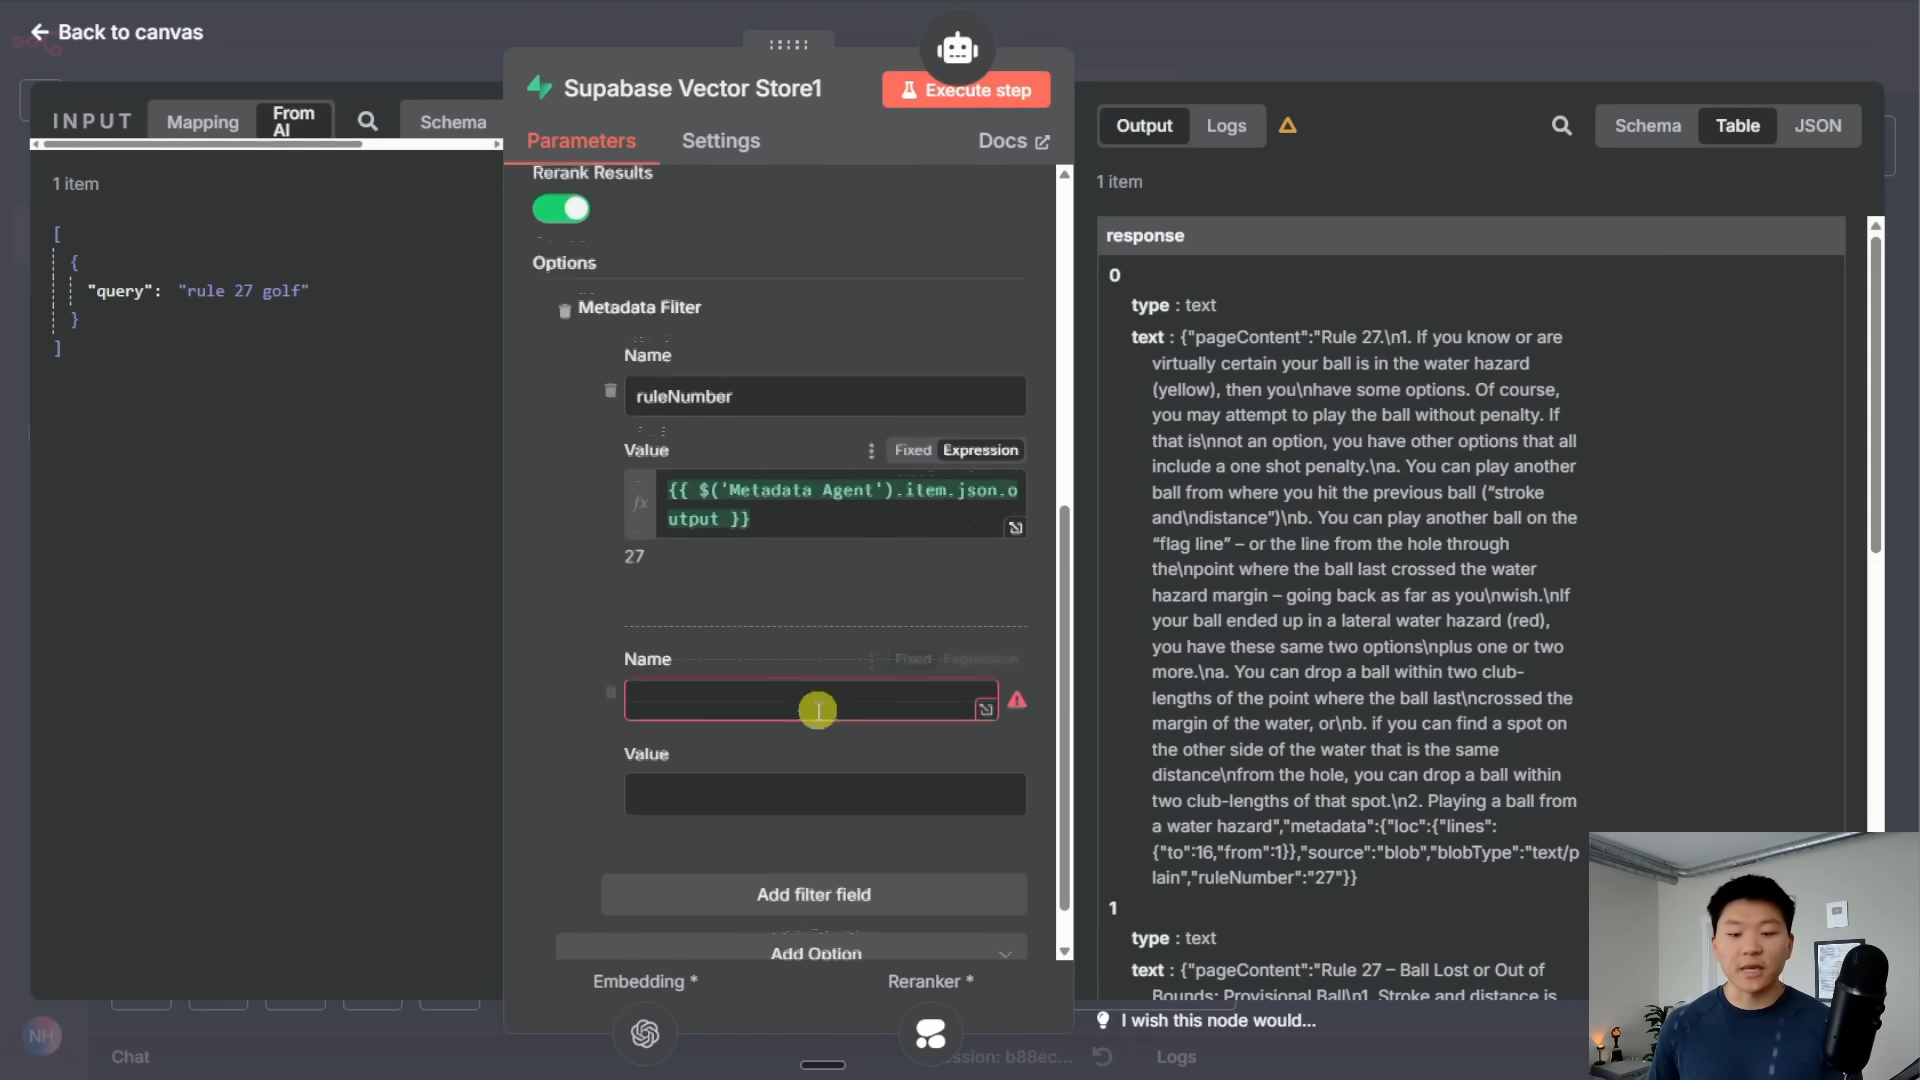 Back to canvas
INPUT
Mapping
From AI
Schema
1 item
[
{
"query": "rule 27 golf"
}
]
Supabase Vector Store1
Execute step
Parameters
Settings
Docs
Rerank Results
Options
Metadata Filter
Name
ruleNumber
Value
Fixed
Expression
fx
{{ $('Metadata Agent').item.json.o
utput }}
27
Name
Fixed
Expression
Value
Add filter field
Add Option
Embedding *
Reranker *
Output
Logs
Schema
Table
JSON
1 item
response
0
type : text
text : {"pageContent":"Rule 27.\n1. If you know or are
virtually certain your ball is in the water hazard
(yellow), then you\nhave some options. Of course,
you may attempt to play the ball without penalty. If
that is\nnot an option, you have other options that all
include a one shot penalty.\na. You can play another
ball from where you hit the previous ball (“stroke
and\ndistance”)\nb. You can play another ball on the
“flag line” – or the line from the hole through
the\npoint where the ball last crossed the water
hazard margin – going back as far as you\nwish.\nIf
your ball ended up in a lateral water hazard (red),
you have these same two options\nplus one or two
more.\na. You can drop a ball within two club-
lengths of the point where the ball last\ncrossed the
margin of the water, or\nb. if you can find a spot on
the other side of the water that is the same
distance\nfrom the hole, you can drop a ball within
two club-lengths of that spot.\n2. Playing a ball from
a water hazard","metadata":{"loc":{"lines":
{"to":16,"from":1}},"source":"blob","blobType":"text/p
lain","ruleNumber":"27"}}
1
type : text
text : {"pageContent":"Rule 27 – Ball Lost or Out of
Bounds; Provisional Ball\n1. Stroke and distance is
I wish this node would...
NH
Chat
ssion: b88ec...
Logs